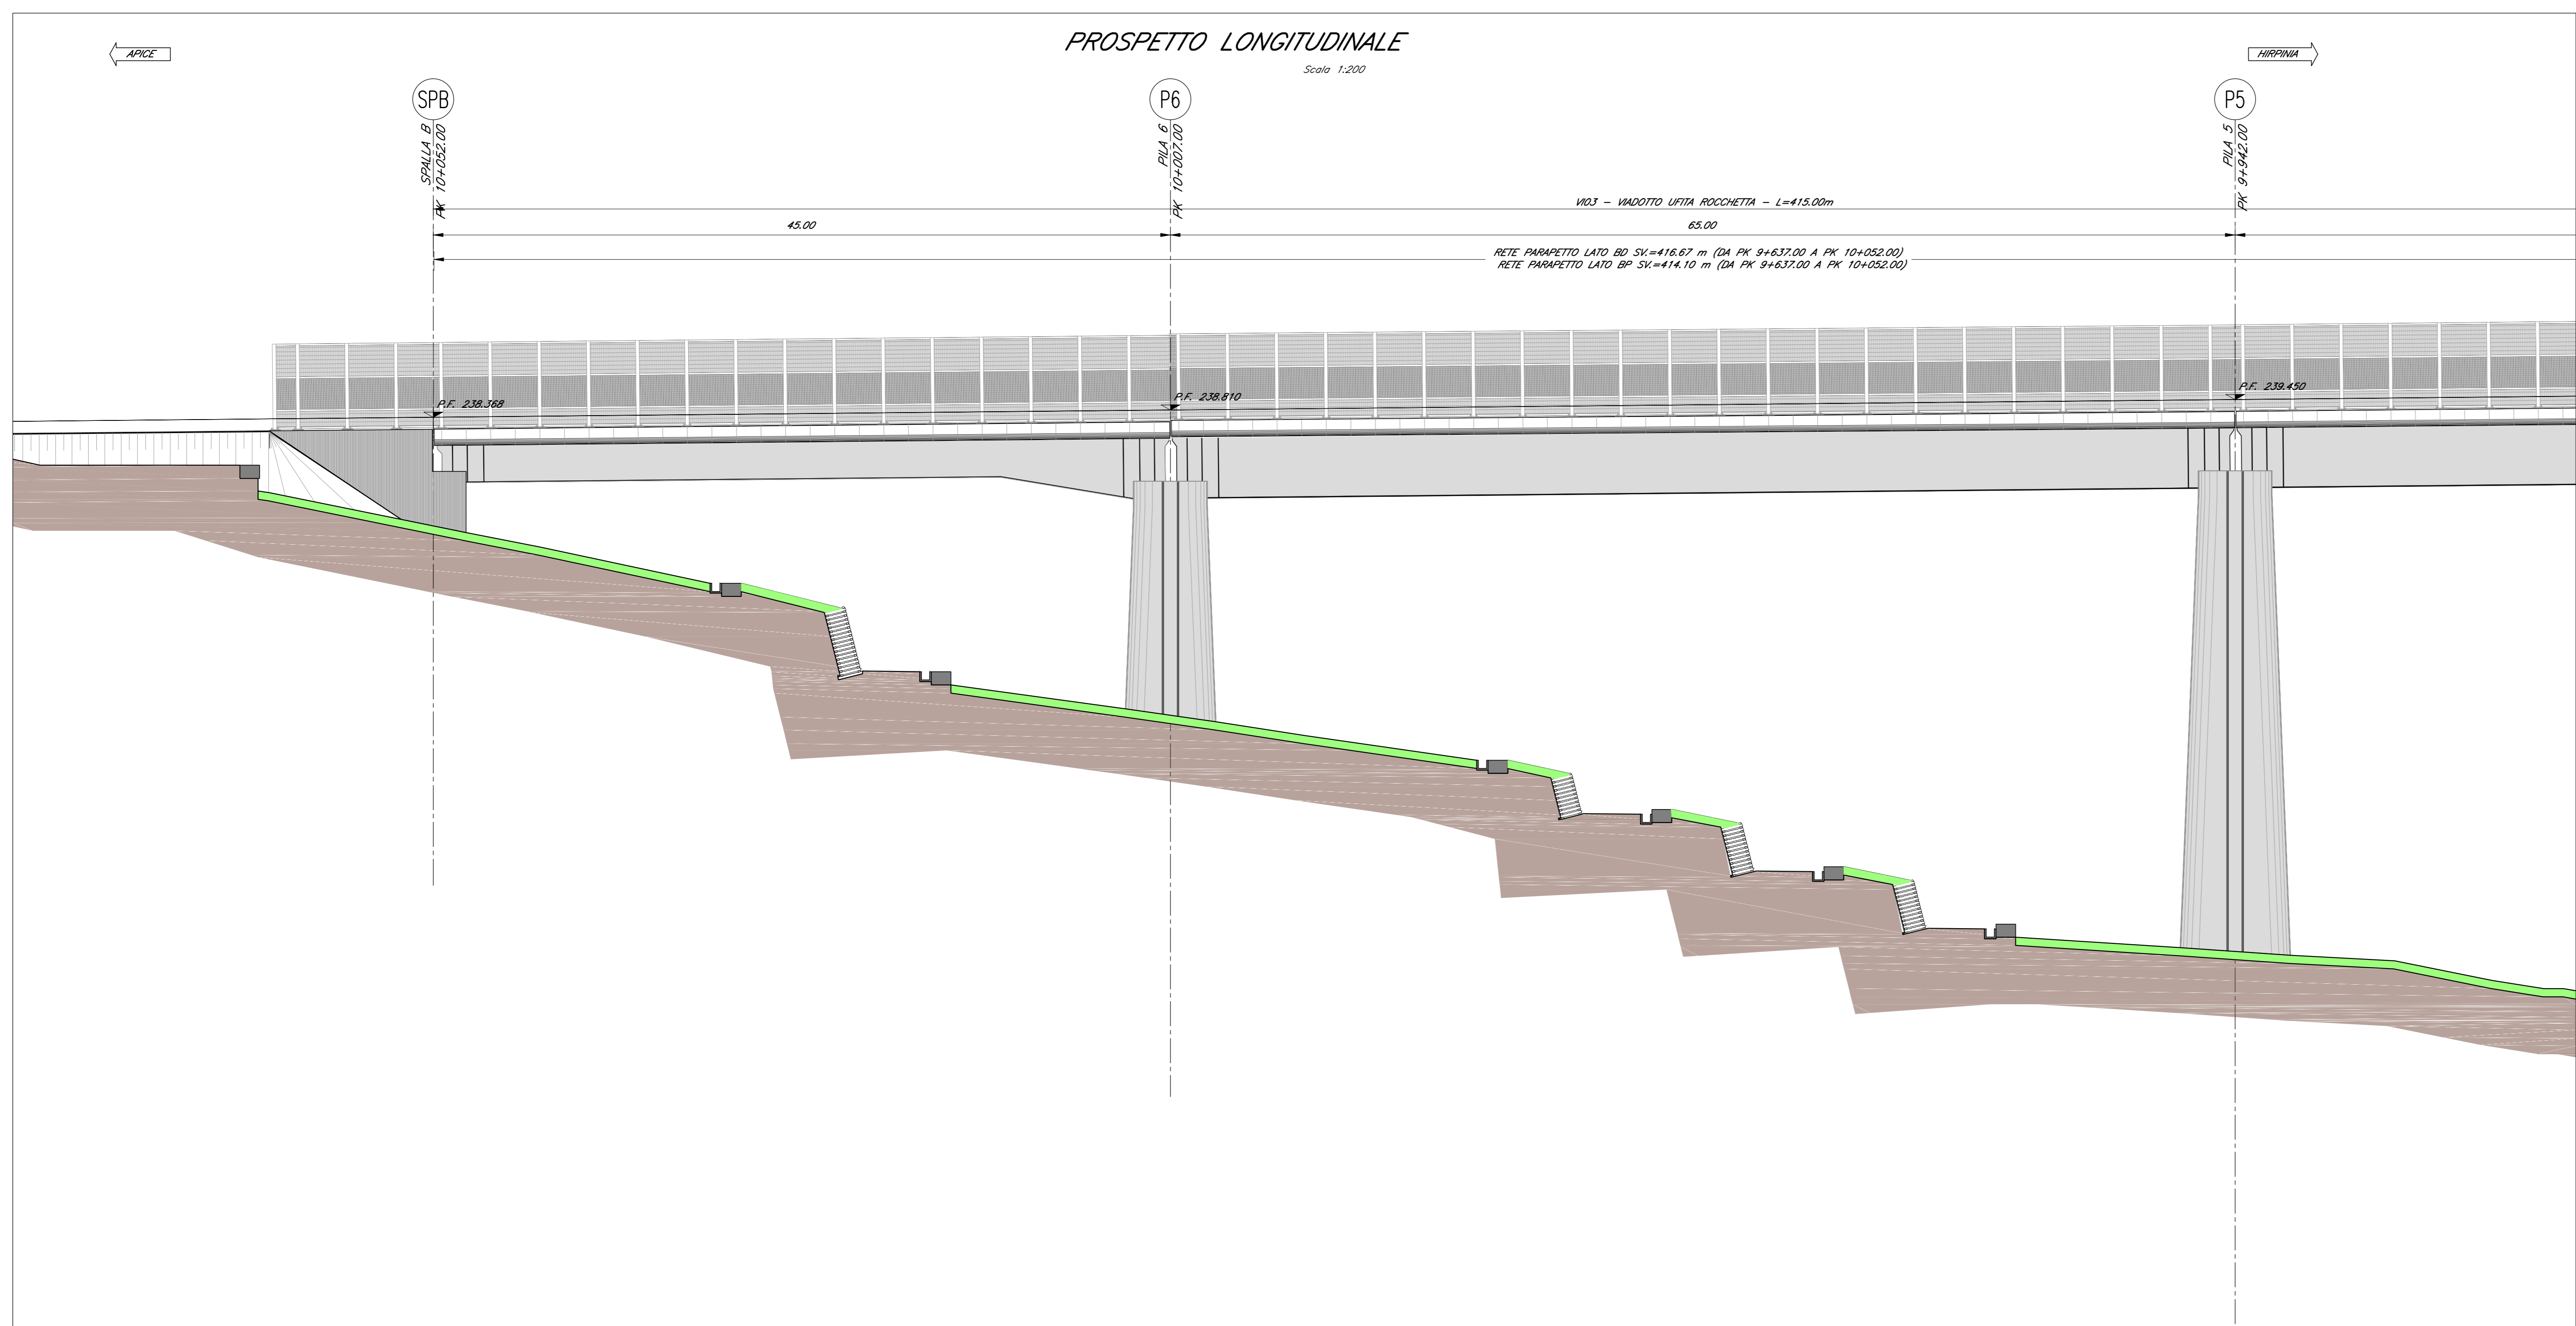 PROSPETTO LONGITUDINALE
Scala 1:200
APICE
HIRPINIA
SPB
P6
P5
SPALLA B
PK 10+052.00
PILA 6
PK 10+007.00
PILA 5
PK 9+942.00
VI03 - VIADOTTO UFITA ROCCHETTA - L=415.00m
45.00
65.00
RETE PARAPETTO LATO BD SV.=416.67 m (DA PK 9+637.00 A PK 10+052.00)
RETE PARAPETTO LATO BP SV.=414.10 m (DA PK 9+637.00 A PK 10+052.00)
P.F. 238.368
P.F. 238.810
P.F. 239.450